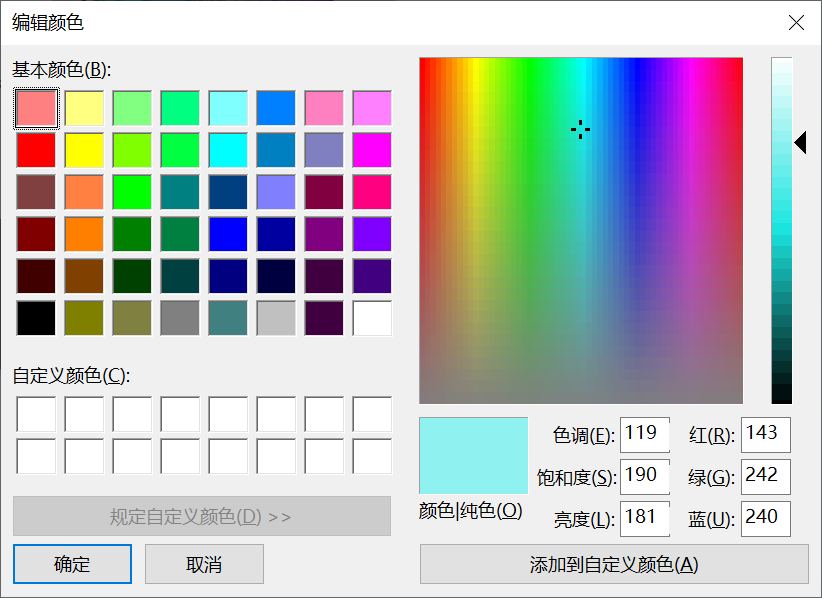 编辑颜色
基本颜色(B):
自定义颜色(C):
规定自定义颜色(D) >>
确定
取消
颜色|纯色(O)
色调(E): 119
饱和度(S): 190
亮度(L): 181
红(R): 143
绿(G): 242
蓝(U): 240
添加到自定义颜色(A)